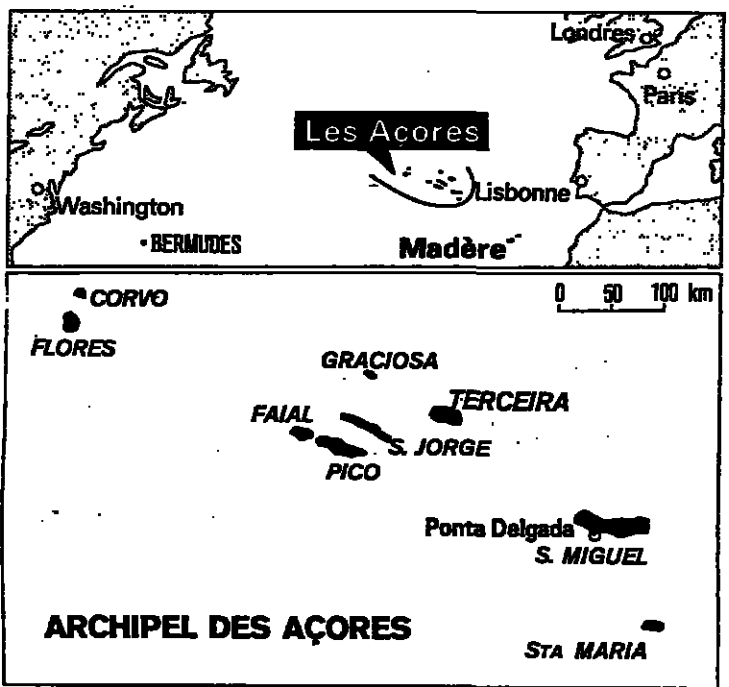 Londres
Paris
Les Açores
Lisbonne
Washington
BERMUDES
Madère
0 50 100 km
CORVO
FLORES
GRACIOSA
TERCEIRA
FAIAL
S. JORGE
PICO
Ponta Delgada
S. MIGUEL
ARCHIPEL DES AÇORES
STA MARIA